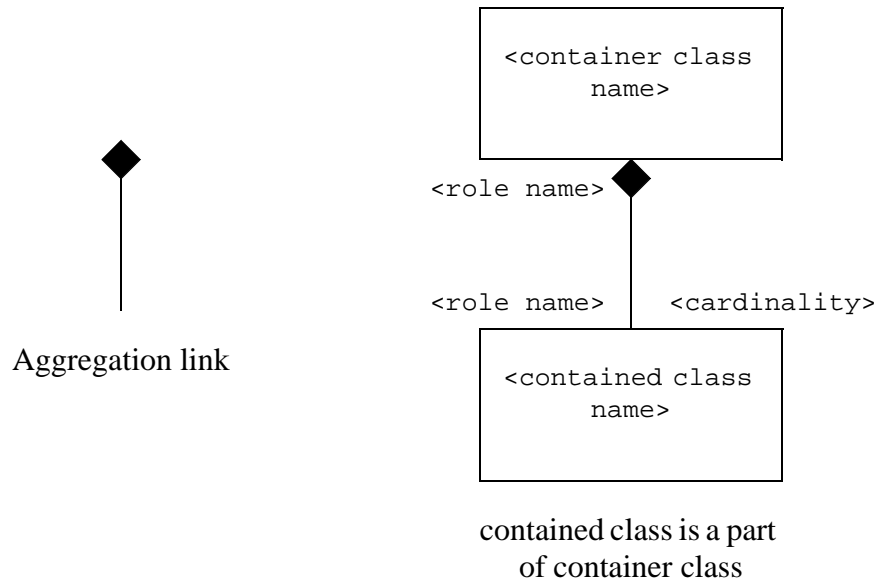 <container class
name>
<role name>
<role name> <cardinality>
Aggregation link
<contained class
name>
contained class is a part
of container class